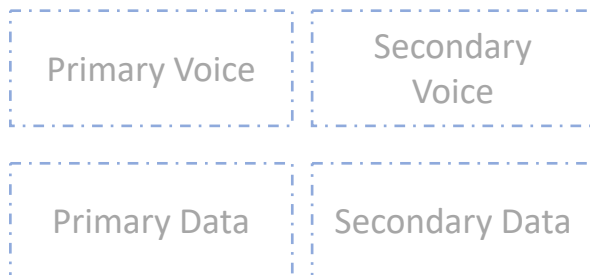 Primary Voice
Secondary
Voice
Primary Data
Secondary Data